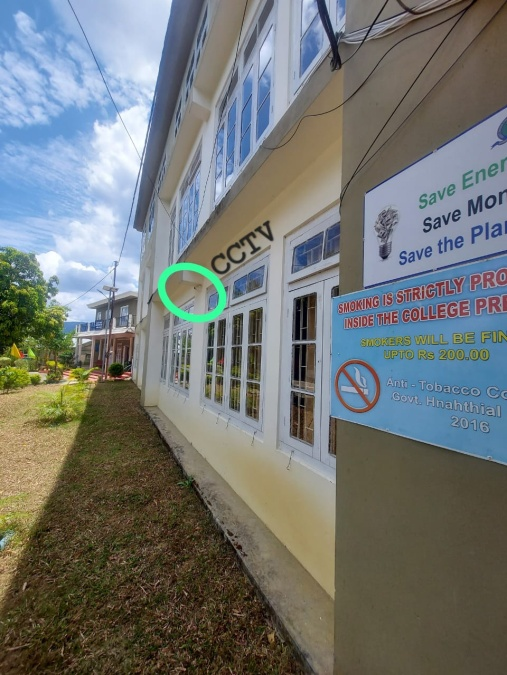 CCTV
Save Ener
Save Mon
Save the Plan
SMOKING IS STRICTLY PRO
INSIDE THE COLLEGE PRE
SMOKERS WILL BE FIN
UPTO Rs 200.00
Anti - Tobacco Co
Govt. Hnahthial
2016